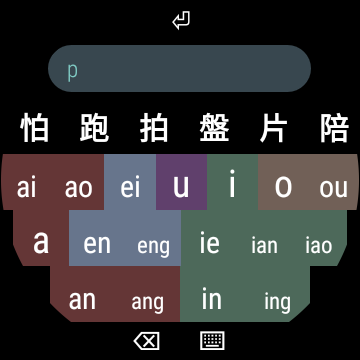 p
怕 跑 拍 盤 片 陪
ai ao ei u i o ou
a en eng ie ian iao
an ang in ing